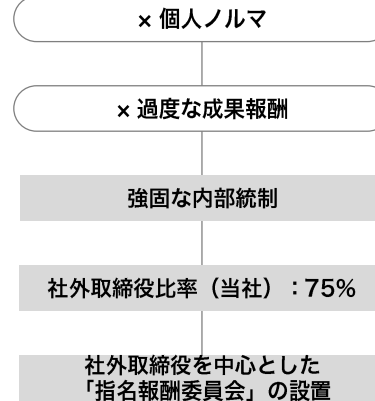 × 個人ノルマ
× 過度な成果報酬
強固な内部統制
社外取締役比率（当社）：75%
社外取締役を中心とした
「指名報酬委員会」の設置